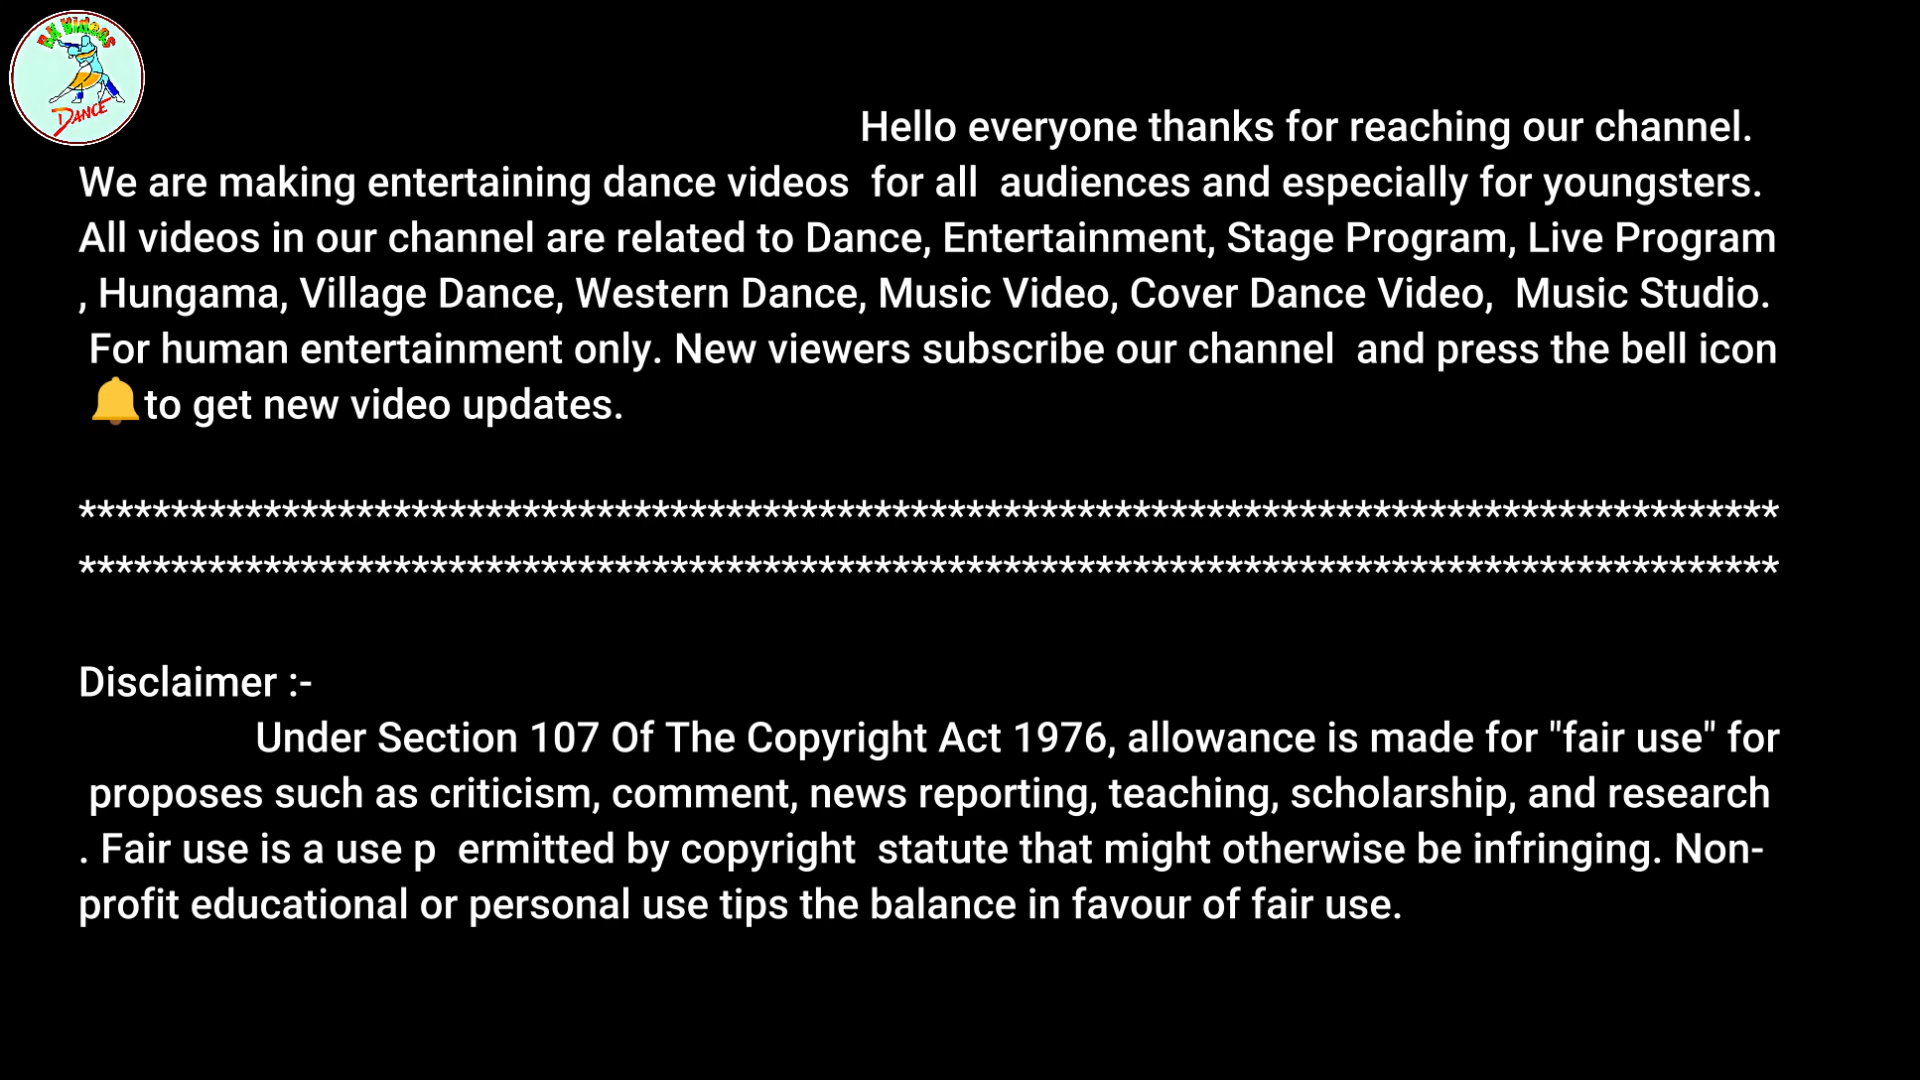 RK Videos
DANCE
Hello everyone thanks for reaching our channel.
We are making entertaining dance videos  for all  audiences and especially for youngsters.
All videos in our channel are related to Dance, Entertainment, Stage Program, Live Program
, Hungama, Village Dance, Western Dance, Music Video, Cover Dance Video,  Music Studio.
For human entertainment only. New viewers subscribe our channel  and press the bell icon
🔔to get new video updates.
********************************************************************************************
********************************************************************************************
Disclaimer :-
Under Section 107 Of The Copyright Act 1976, allowance is made for "fair use" for
proposes such as criticism, comment, news reporting, teaching, scholarship, and research
. Fair use is a use p  ermitted by copyright  statute that might otherwise be infringing. Non-
profit educational or personal use tips the balance in favour of fair use.